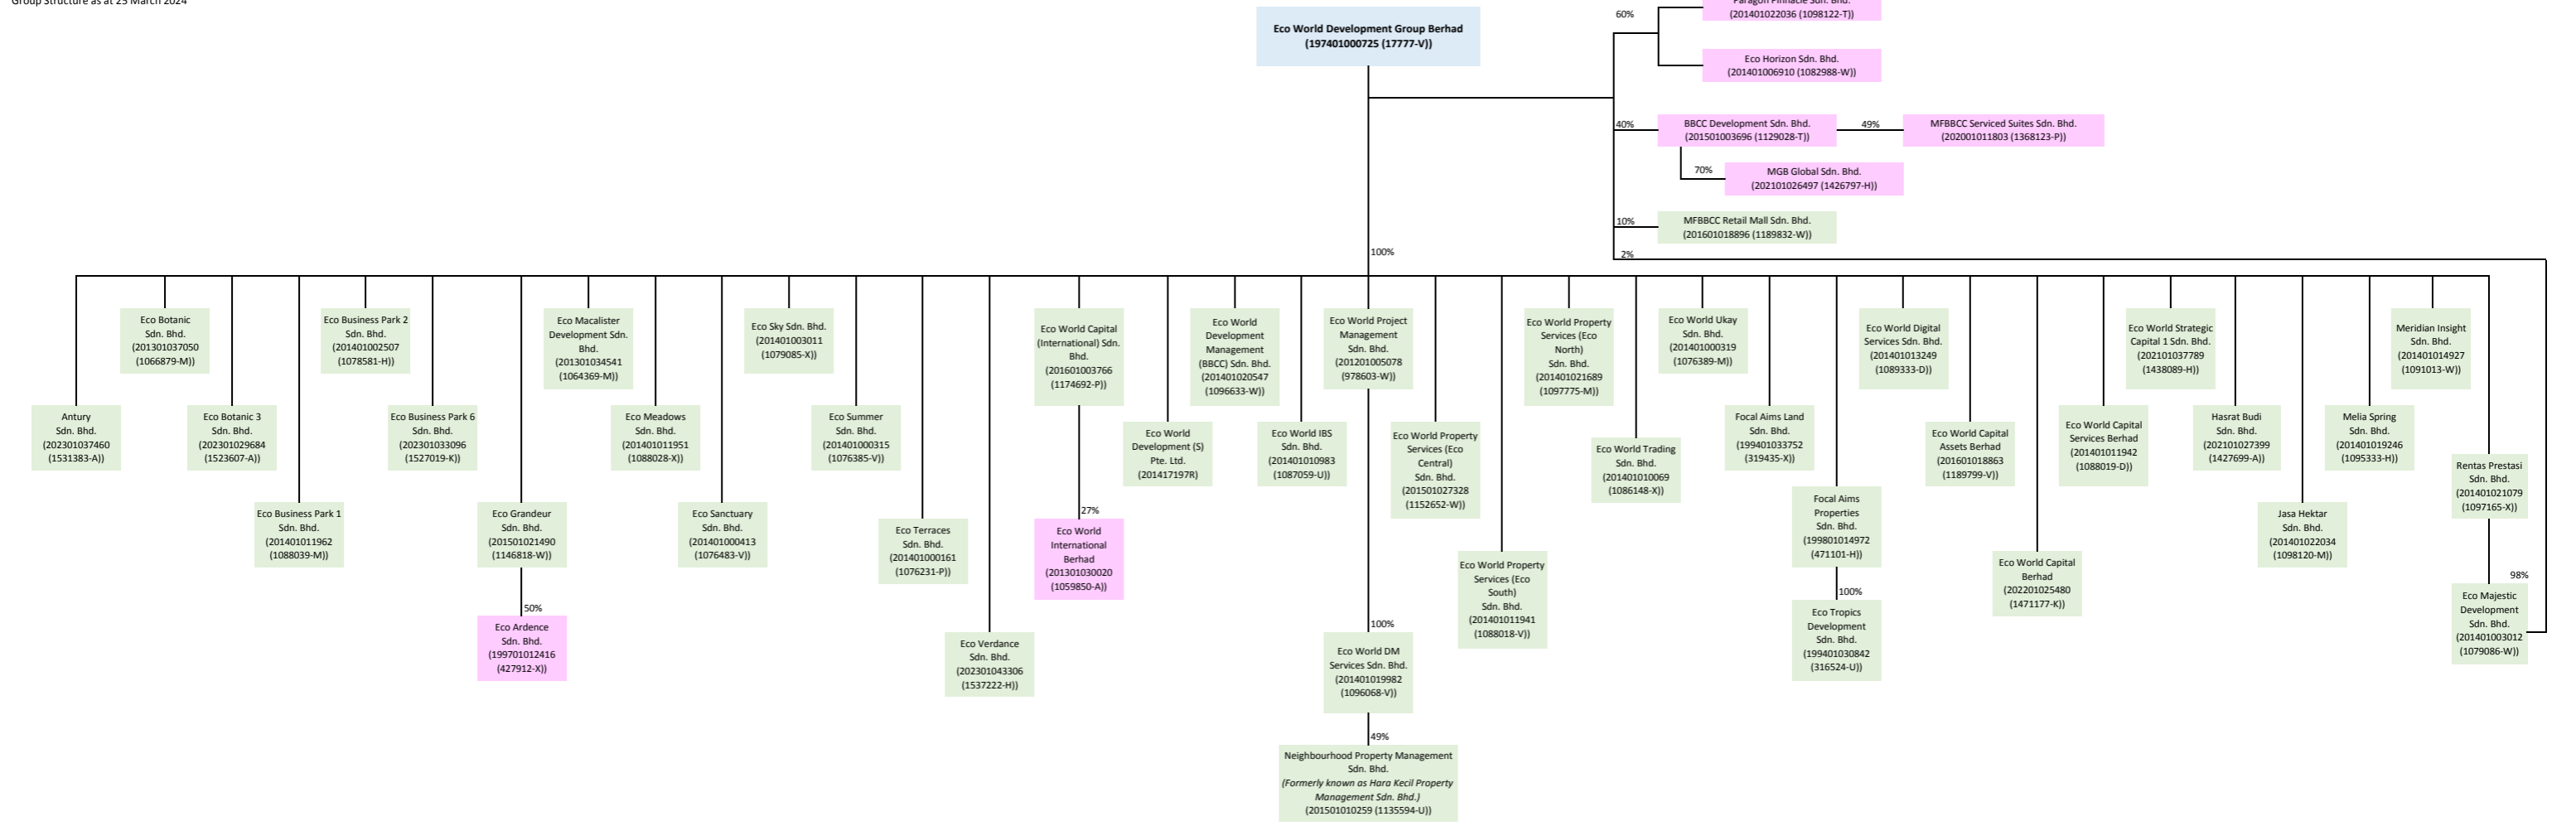 Group Structure as at 25 March 2024
Eco World Development Group Berhad
(197401000725 (17777-V))
60%
Paragon Pinnacle Sdn. Bhd.
(201401022036 (1098122-T))
Eco Horizon Sdn. Bhd.
(201401006910 (1082988-W))
40%
BBCC Development Sdn. Bhd.
(201501003696 (1129028-T))
49%
MFBBCC Serviced Suites Sdn. Bhd.
(202001011803 (1368123-P))
70%
MGB Global Sdn. Bhd.
(202101026497 (1426797-H))
10%
MFBBCC Retail Mall Sdn. Bhd.
(201601018896 (1189832-W))
2%
100%
Antury
Sdn. Bhd.
(202301037460
(1531383-A))
Eco Botanic
Sdn. Bhd.
(201301037050
(1066879-M))
Eco Botanic 3
Sdn. Bhd.
(202301029684
(1523607-A))
Eco Business Park 1
Sdn. Bhd.
(201401011962
(1088039-M))
Eco Business Park 2
Sdn. Bhd.
(201401002507
(1078581-H))
Eco Business Park 6
Sdn. Bhd.
(202301033096
(1527019-K))
Eco Grandeur
Sdn. Bhd.
(201501021490
(1146818-W))
50%
Eco Ardence
Sdn. Bhd.
(199701012416
(427912-X))
Eco Macalister
Development Sdn.
Bhd.
(201301034541
(1064369-M))
Eco Meadows
Sdn. Bhd.
(201401011951
(1088028-X))
Eco Sanctuary
Sdn. Bhd.
(201401000413
(1076483-V))
Eco Sky Sdn. Bhd.
(201401003011
(1079085-X))
Eco Summer
Sdn. Bhd.
(201401000315
(1076385-V))
Eco Terraces
Sdn. Bhd.
(201401000161
(1076231-P))
Eco Verdance
Sdn. Bhd.
(202301043306
(1537222-H))
Eco World Capital
(International) Sdn.
Bhd.
(201601003766
(1174692-P))
27%
Eco World
International
Berhad
(201301030020
(1059850-A))
Eco World
Development (S)
Pte. Ltd.
(201417197R)
Eco World
Development
Management
(BBCC) Sdn. Bhd.
(201401020547
(1096633-W))
Eco World IBS
Sdn. Bhd.
(201401010983
(1087059-U))
Eco World Project
Management
Sdn. Bhd.
(201201005078
(978603-W))
100%
Eco World DM
Services Sdn. Bhd.
(201401019982
(1096068-V))
49%
Neighbourhood Property Management
Sdn. Bhd.
(Formerly known as Hara Kecil Property
Management Sdn. Bhd.)
(201501010259 (1135594-U))
Eco World Property
Services (Eco
Central)
Sdn. Bhd.
(201501027328
(1152652-W))
Eco World Property
Services (Eco
South)
Sdn. Bhd.
(201401011941
(1088018-V))
Eco World Property
Services (Eco
North)
Sdn. Bhd.
(201401021689
(1097775-M))
Eco World Trading
Sdn. Bhd.
(201401010069
(1086148-X))
Eco World Ukay
Sdn. Bhd.
(201401000319
(1076389-M))
Focal Aims Land
Sdn. Bhd.
(199401033752
(319435-X))
Focal Aims
Properties
Sdn. Bhd.
(199801014972
(471101-H))
100%
Eco Tropics
Development
Sdn. Bhd.
(199401030842
(316524-U))
Eco World Digital
Services Sdn. Bhd.
(201401013249
(1089333-D))
Eco World Capital
Assets Berhad
(201601018863
(1189799-V))
Eco World Capital
Berhad
(202201025480
(1471177-K))
Eco World Capital
Services Berhad
(201401011942
(1088019-D))
Eco World Strategic
Capital 1 Sdn. Bhd.
(202101037789
(1438089-H))
Hasrat Budi
Sdn. Bhd.
(202101027399
(1427699-A))
Jasa Hektar
Sdn. Bhd.
(201401022034
(1098120-M))
Melia Spring
Sdn. Bhd.
(201401019246
(1095333-H))
Meridian Insight
Sdn. Bhd.
(201401014927
(1091013-W))
Rentas Prestasi
Sdn. Bhd.
(201401021079
(1097165-X))
98%
Eco Majestic
Development
Sdn. Bhd.
(201401003012
(1079086-W))